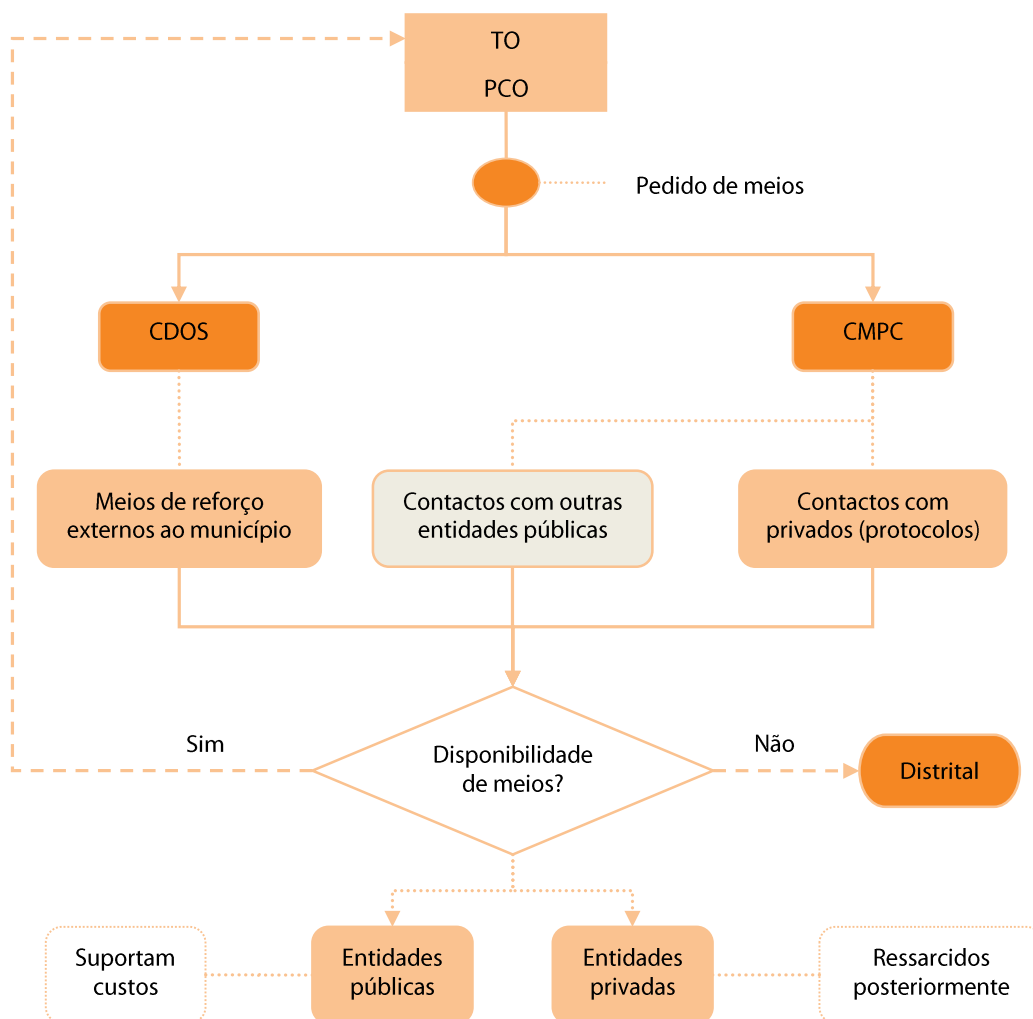 TO
PCO
Pedido de meios
CDOS
CMPC
Meios de reforço
externos ao município
Contactos com outras
entidades públicas
Contactos com
privados (protocolos)
Sim
Disponibilidade
de meios?
Não
Distrital
Suportam
custos
Entidades
públicas
Entidades
privadas
Ressarcidos
posteriormente